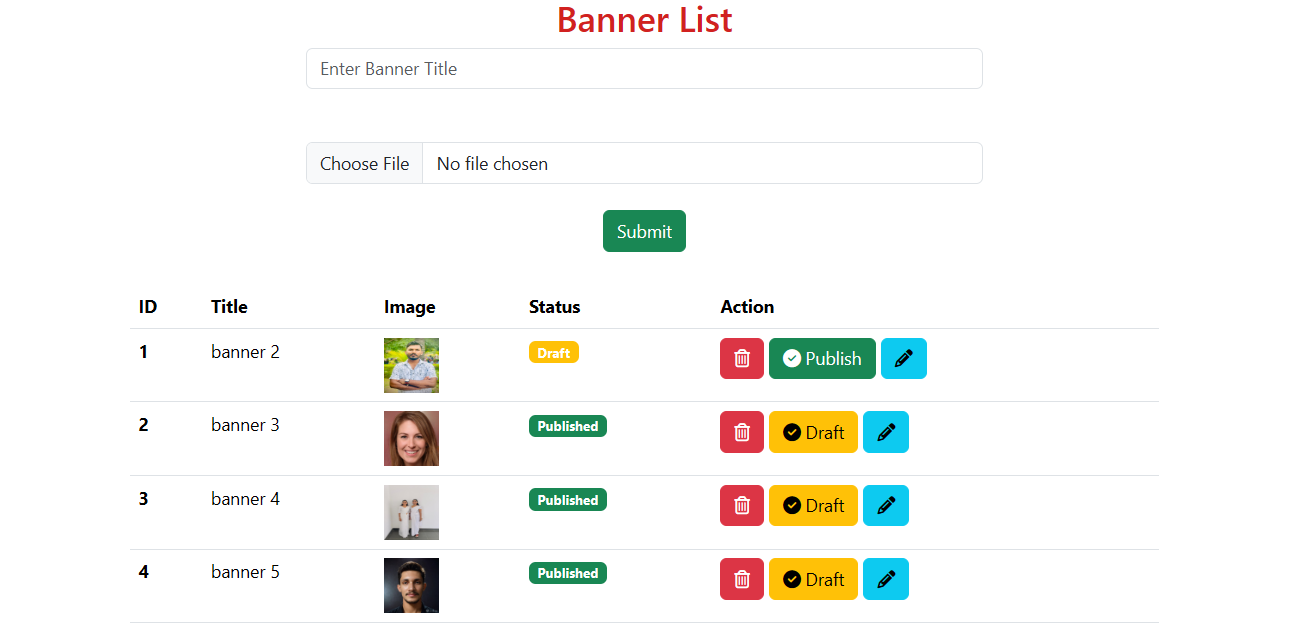 Banner List
Enter Banner Title
Choose File No file chosen
Submit
ID Title Image Status Action
1 banner 2 Draft Publish
2 banner 3 Published Draft
3 banner 4 Published Draft
4 banner 5 Published Draft